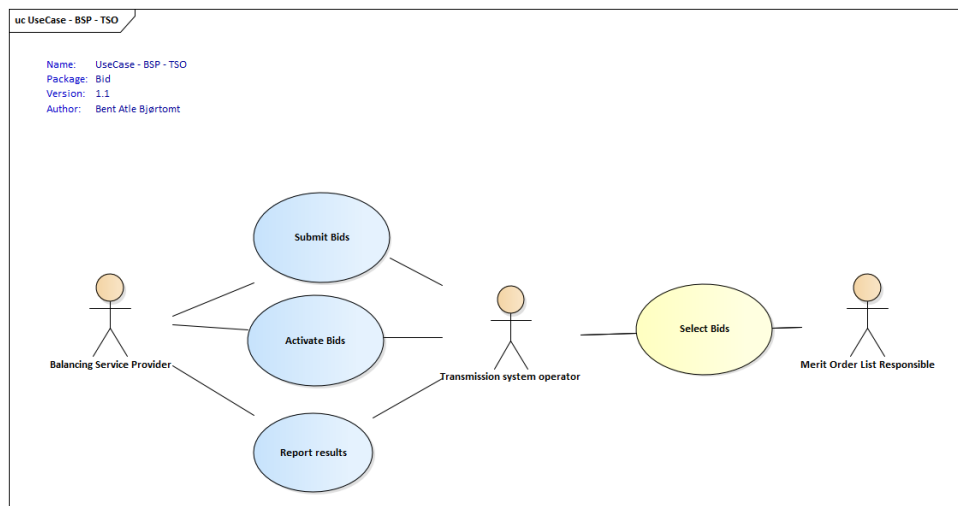 uc UseCase - BSP - TSO
Name: UseCase - BSP - TSO
Package: Bid
Version: 1.1
Author: Bent Atle Bjørtomt
Submit Bids
Activate Bids
Select Bids
Balancing Service Provider
Transmission system operator
Merit Order List Responsible
Report results